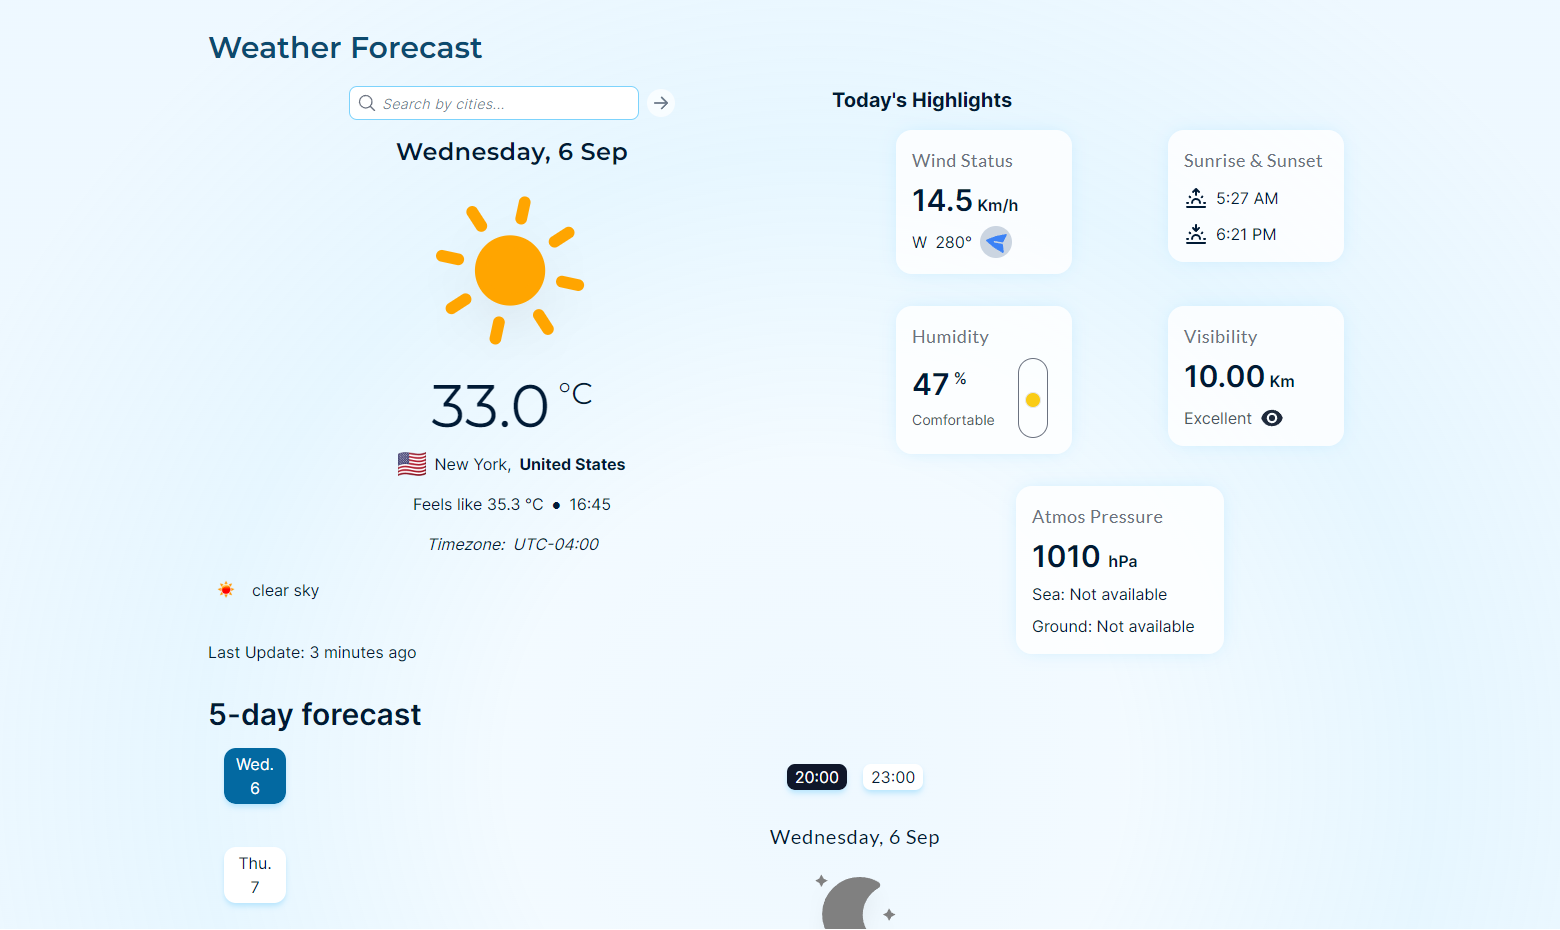 Weather Forecast
Search by cities...
Wednesday, 6 Sep
33.0 °C
New York, United States
Feels like 35.3 °C ● 16:45
Timezone: UTC-04:00
clear sky
Last Update: 3 minutes ago
Today's Highlights
Wind Status
14.5 Km/h
W 280°
Sunrise & Sunset
5:27 AM
6:21 PM
Humidity
47 %
Comfortable
Visibility
10.00 Km
Excellent
Atmos Pressure
1010 hPa
Sea: Not available
Ground: Not available
5-day forecast
Wed.
6
Thu.
7
20:00 23:00
Wednesday, 6 Sep